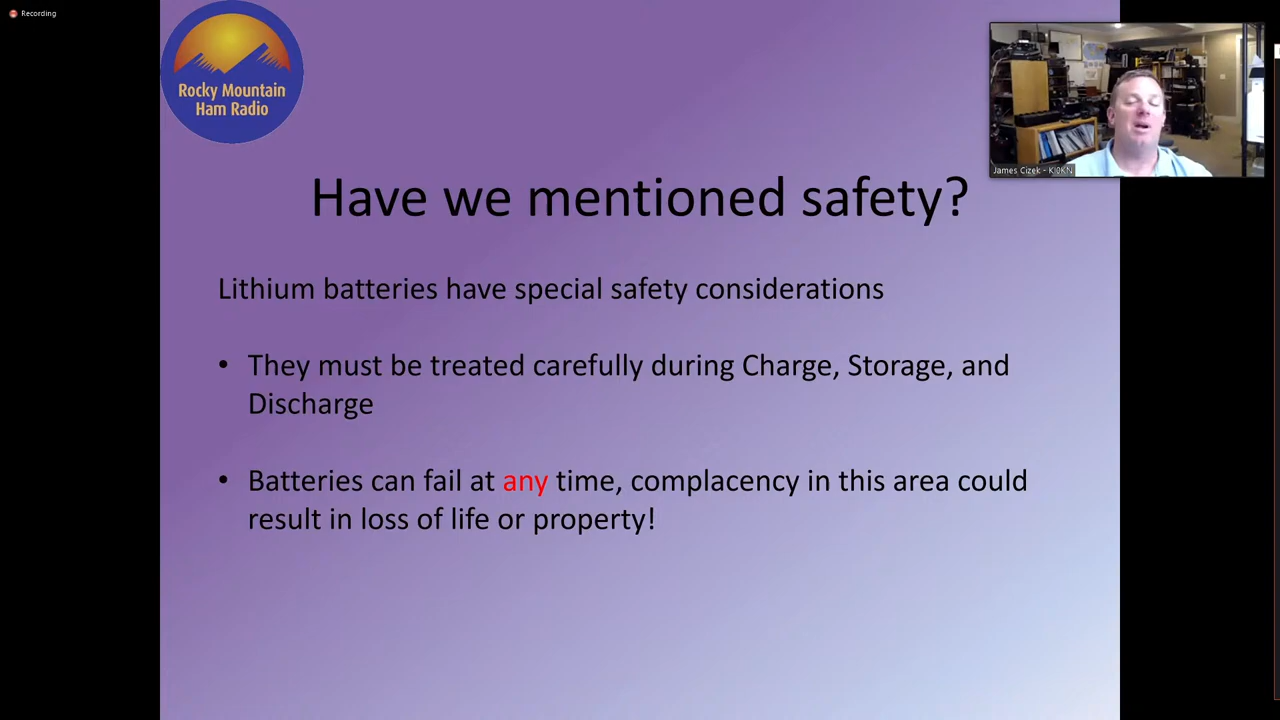 Recording
Rocky Mountain
Ham Radio
James Cizek - KI0KN
Have we mentioned safety?
Lithium batteries have special safety considerations
• They must be treated carefully during Charge, Storage, and
Discharge
• Batteries can fail at any time, complacency in this area could
result in loss of life or property!